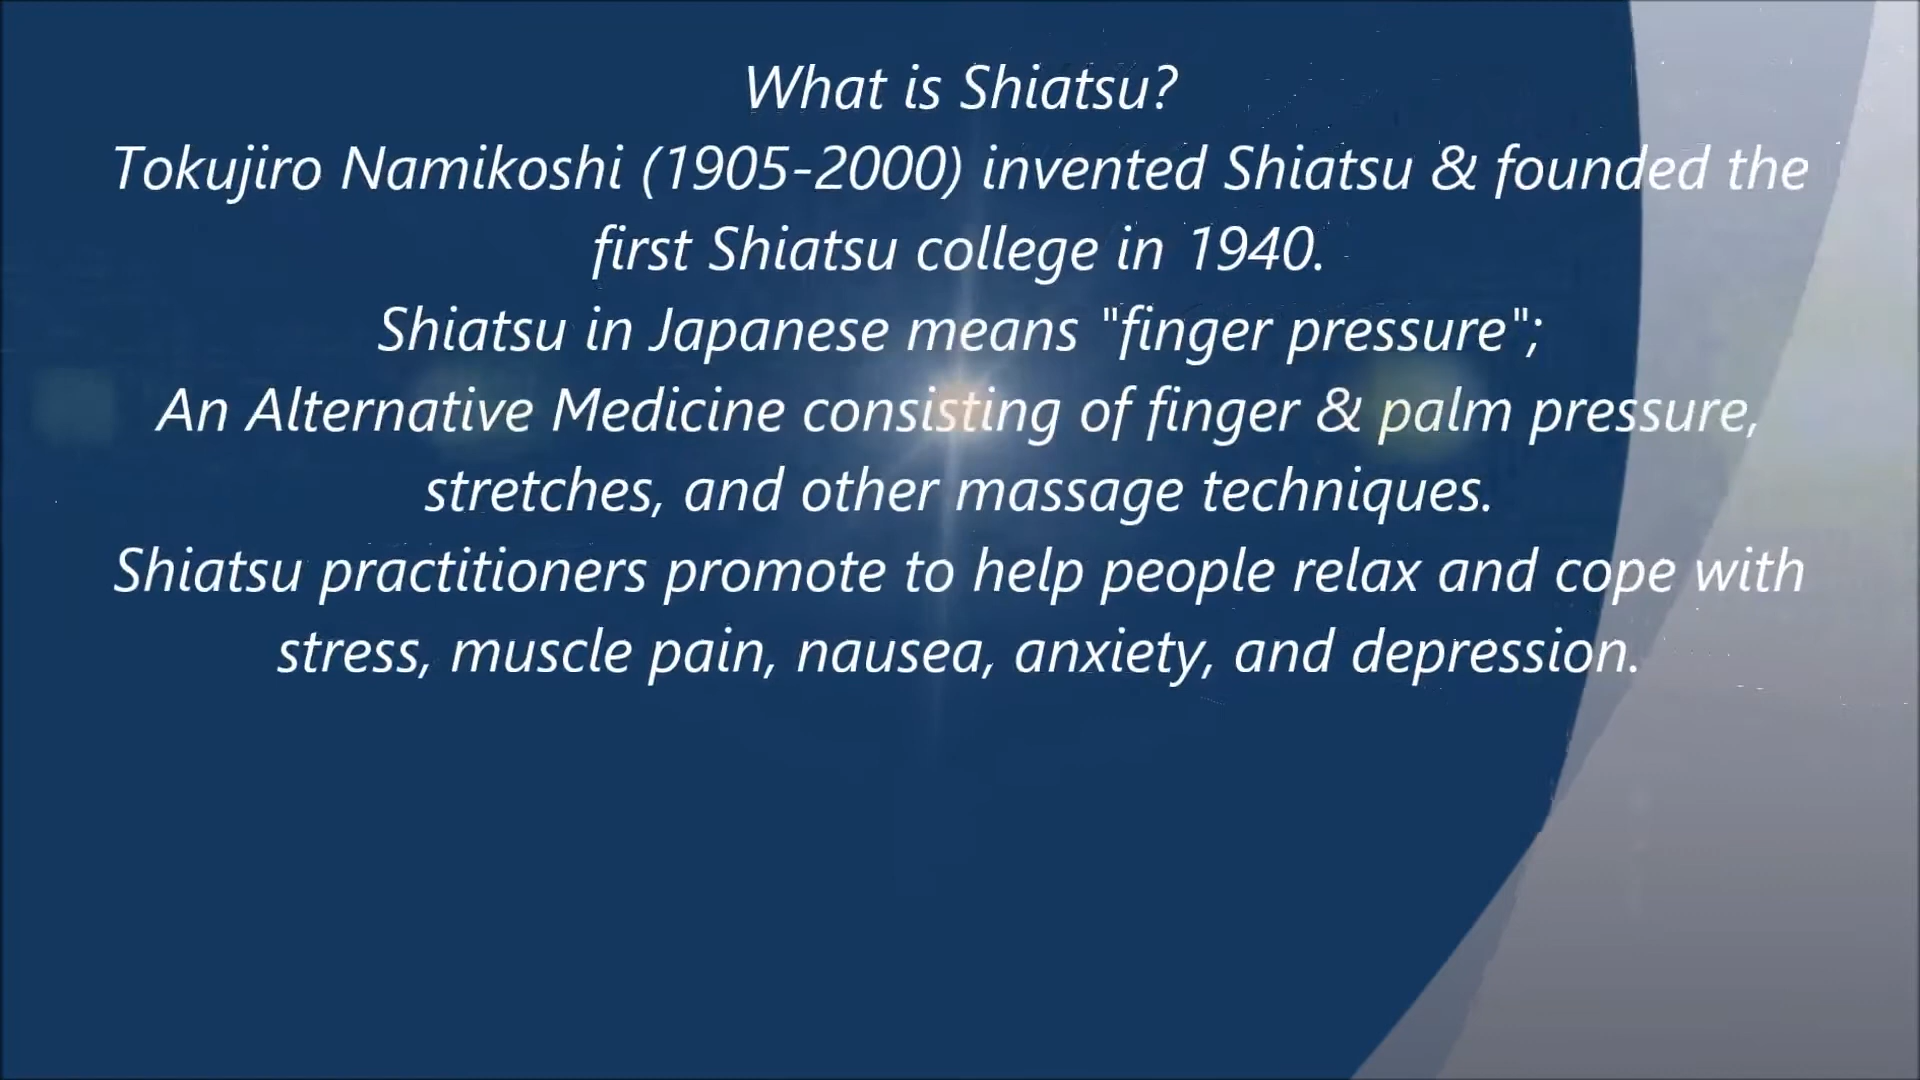 What is Shiatsu?
Tokujiro Namikoshi (1905-2000) invented Shiatsu & founded the
first Shiatsu college in 1940.
Shiatsu in Japanese means "finger pressure";
An Alternative Medicine consisting of finger & palm pressure,
stretches, and other massage techniques.
Shiatsu practitioners promote to help people relax and cope with
stress, muscle pain, nausea, anxiety, and depression.